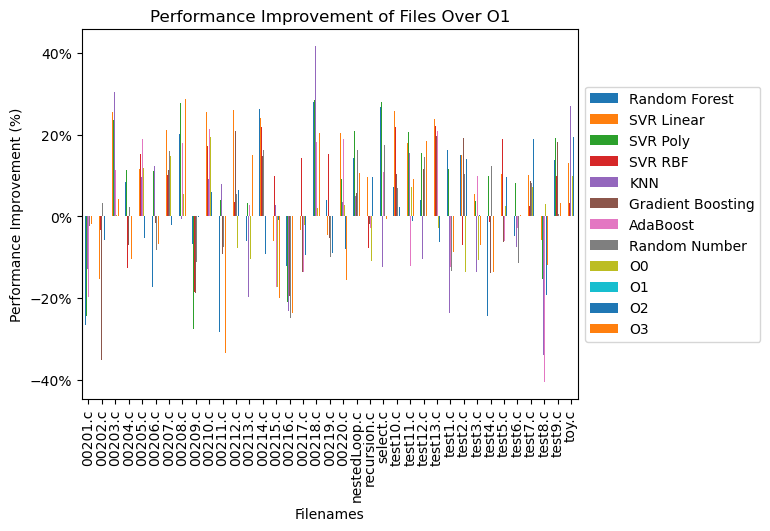 Performance Improvement of Files Over O1
Performance Improvement (%)
40%
20%
0%
−20%
−40%
00201.c
00202.c
00203.c
00204.c
00205.c
00206.c
00207.c
00208.c
00209.c
00210.c
00211.c
00212.c
00213.c
00214.c
00215.c
00216.c
00217.c
00218.c
00219.c
00220.c
nestedLoop.c
recursion.c
select.c
test10.c
test11.c
test12.c
test13.c
test1.c
test2.c
test3.c
test4.c
test5.c
test6.c
test7.c
test8.c
test9.c
toy.c
Filenames
Random Forest
SVR Linear
SVR Poly
SVR RBF
KNN
Gradient Boosting
AdaBoost
Random Number
O0
O1
O2
O3